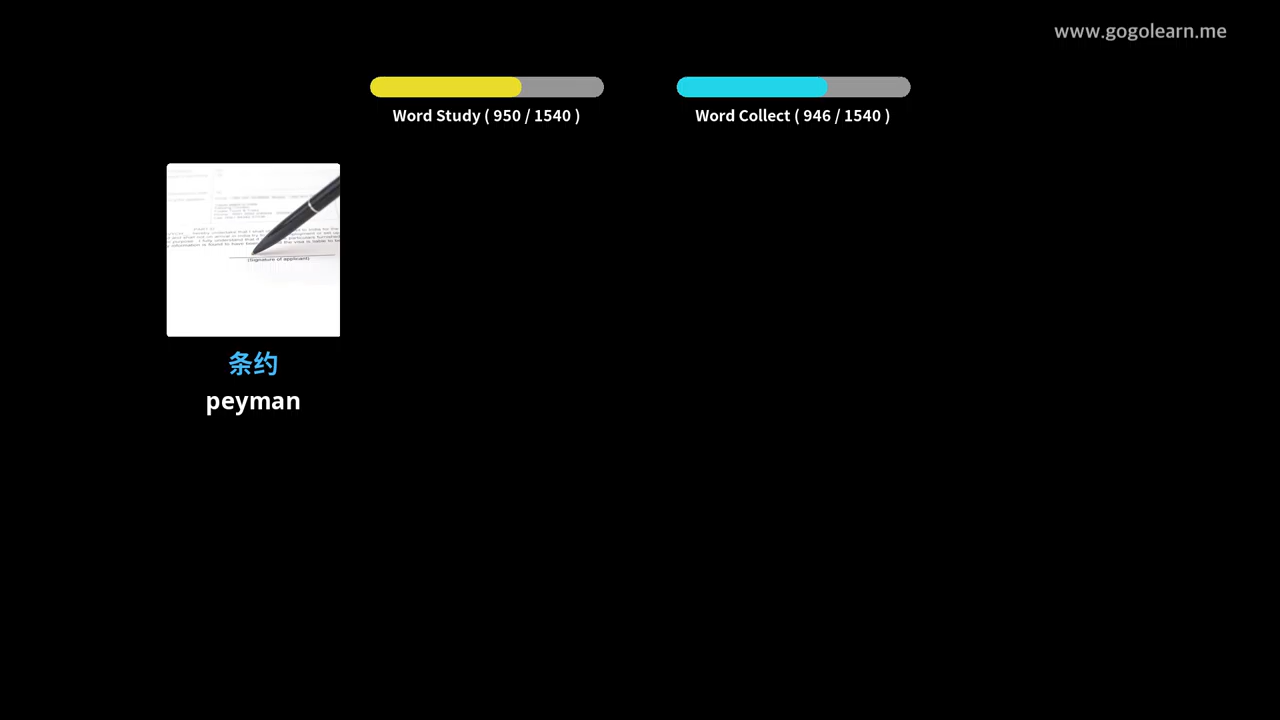 www.gogolearn.me
Word Study ( 950 / 1540 )
Word Collect ( 946 / 1540 )
(Signature of applicant)
条约
peyman